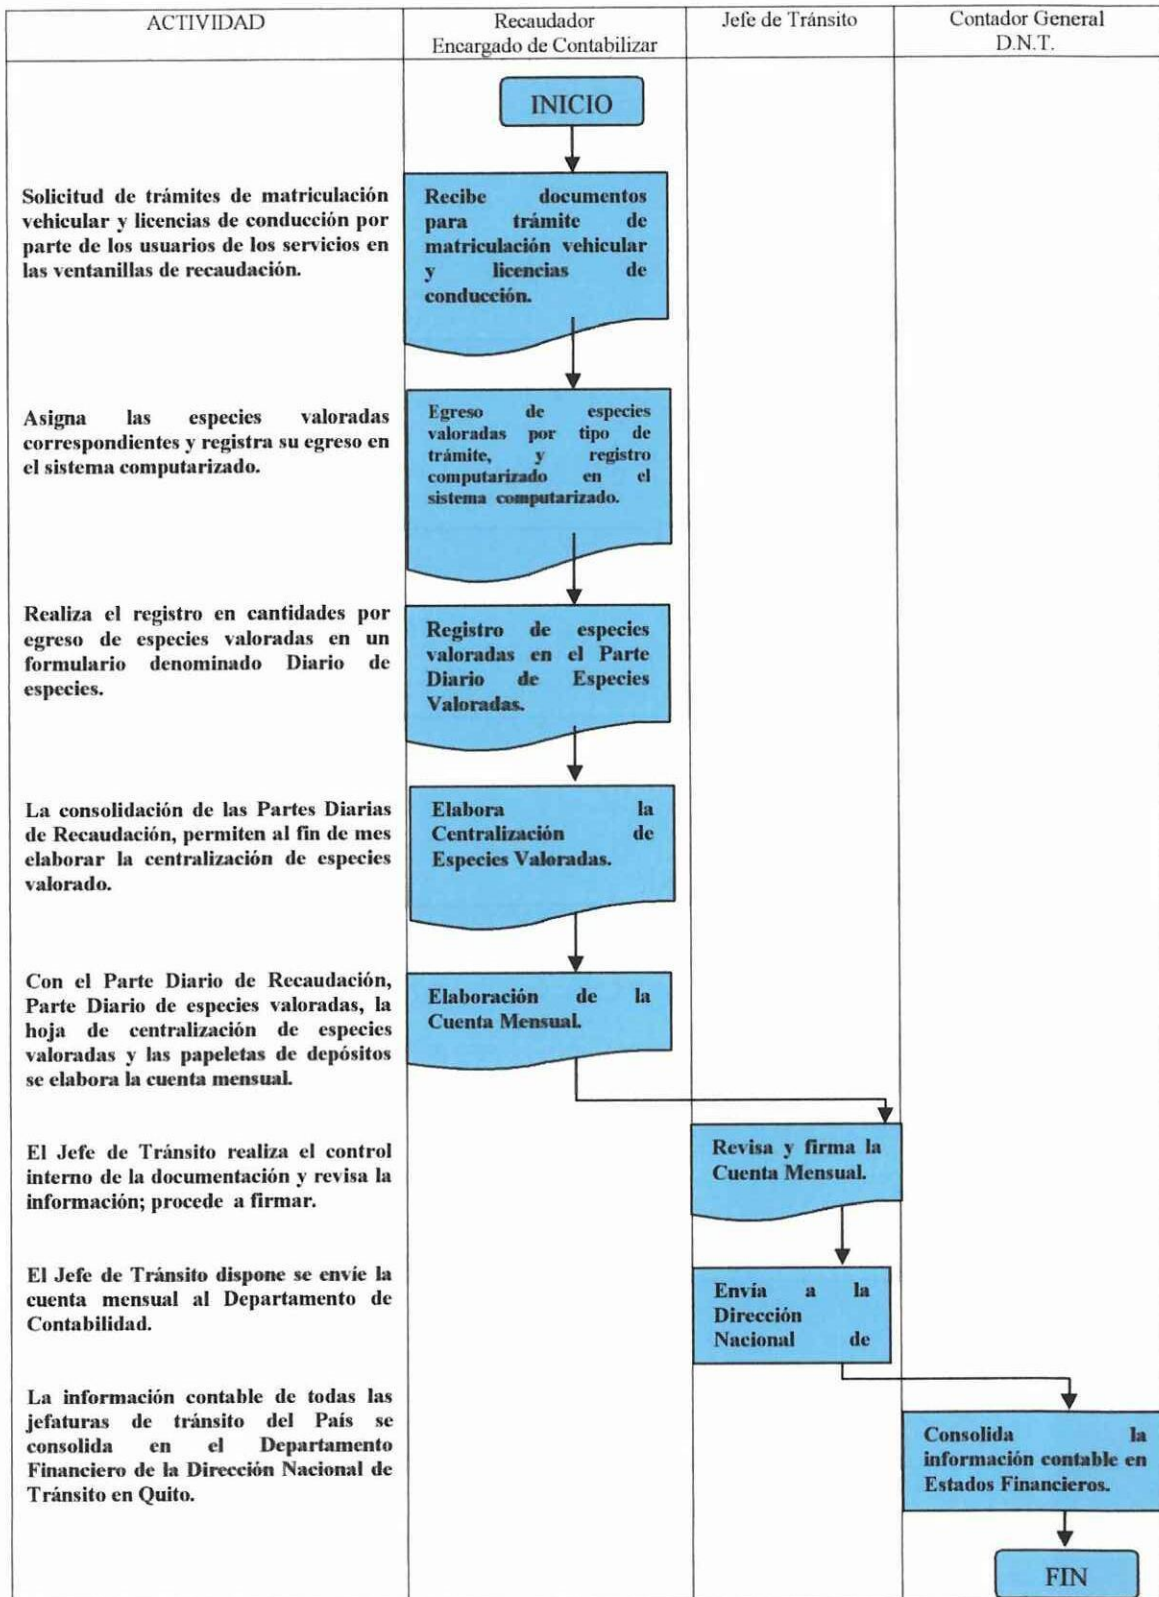 ACTIVIDAD
Recaudador
Encargado de Contabilizar
Jefe de Tránsito
Contador General
D.N.T.
INICIO
Solicitud de trámites de matriculación
vehicular y licencias de conducción por
parte de los usuarios de los servicios en
las ventanillas de recaudación.
Recibe documentos
para trámite de
matriculación vehicular
y licencias de
conducción.
Asigna las especies valoradas
correspondientes y registra su egreso en
el sistema computarizado.
Egreso de especies
valoradas por tipo de
trámite, y registro
computarizado en el
sistema computarizado.
Realiza el registro en cantidades por
egreso de especies valoradas en un
formulario denominado Diario de
especies.
Registro de especies
valoradas en el Parte
Diario de Especies
Valoradas.
La consolidación de las Partes Diarias
de Recaudación, permiten al fin de mes
elaborar la centralización de especies
valorado.
Elabora la
Centralización de
Especies Valoradas.
Con el Parte Diario de Recaudación,
Parte Diario de especies valoradas, la
hoja de centralización de especies
valoradas y las papeletas de depósitos
se elabora la cuenta mensual.
Elaboración de la
Cuenta Mensual.
El Jefe de Tránsito realiza el control
interno de la documentación y revisa la
información; procede a firmar.
Revisa y firma la
Cuenta Mensual.
El Jefe de Tránsito dispone se envíe la
cuenta mensual al Departamento de
Contabilidad.
Envía a la
Dirección
Nacional de
La información contable de todas las
jefaturas de tránsito del País se
consolida en el Departamento
Financiero de la Dirección Nacional de
Tránsito en Quito.
Consolida la
información contable en
Estados Financieros.
FIN